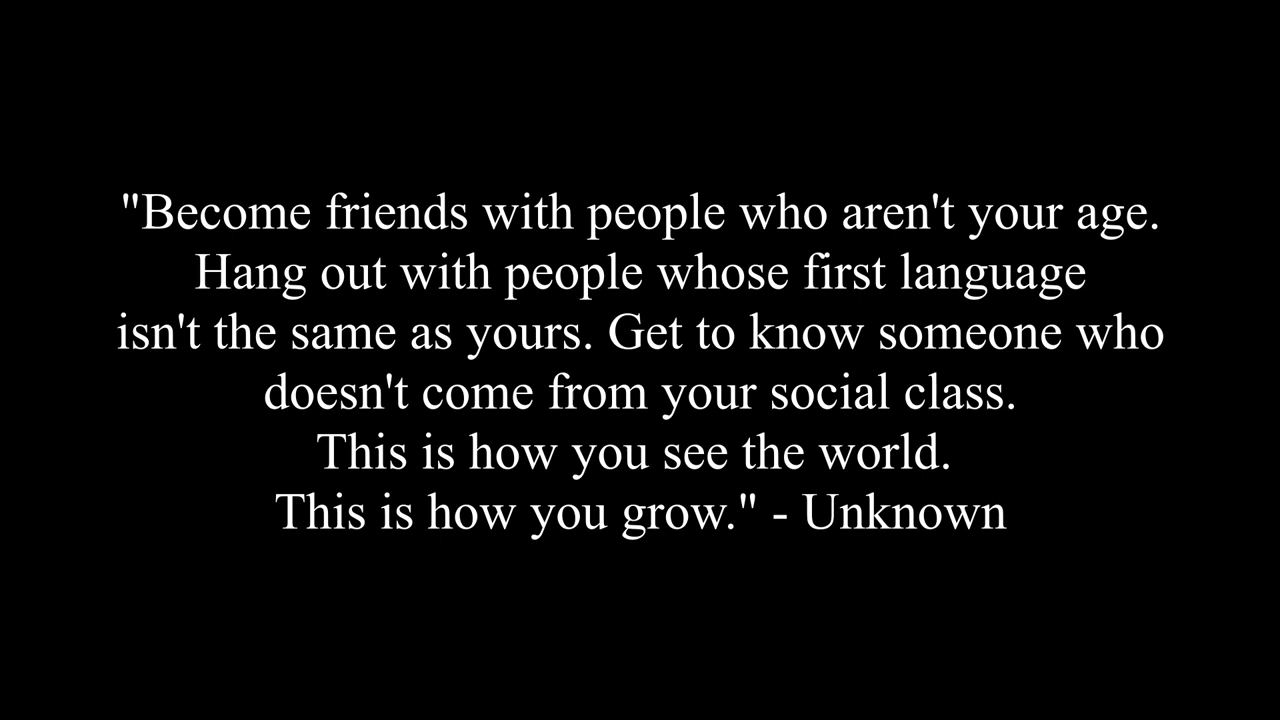 "Become friends with people who aren't your age.
Hang out with people whose first language
isn't the same as yours. Get to know someone who
doesn't come from your social class.
This is how you see the world.
This is how you grow." - Unknown